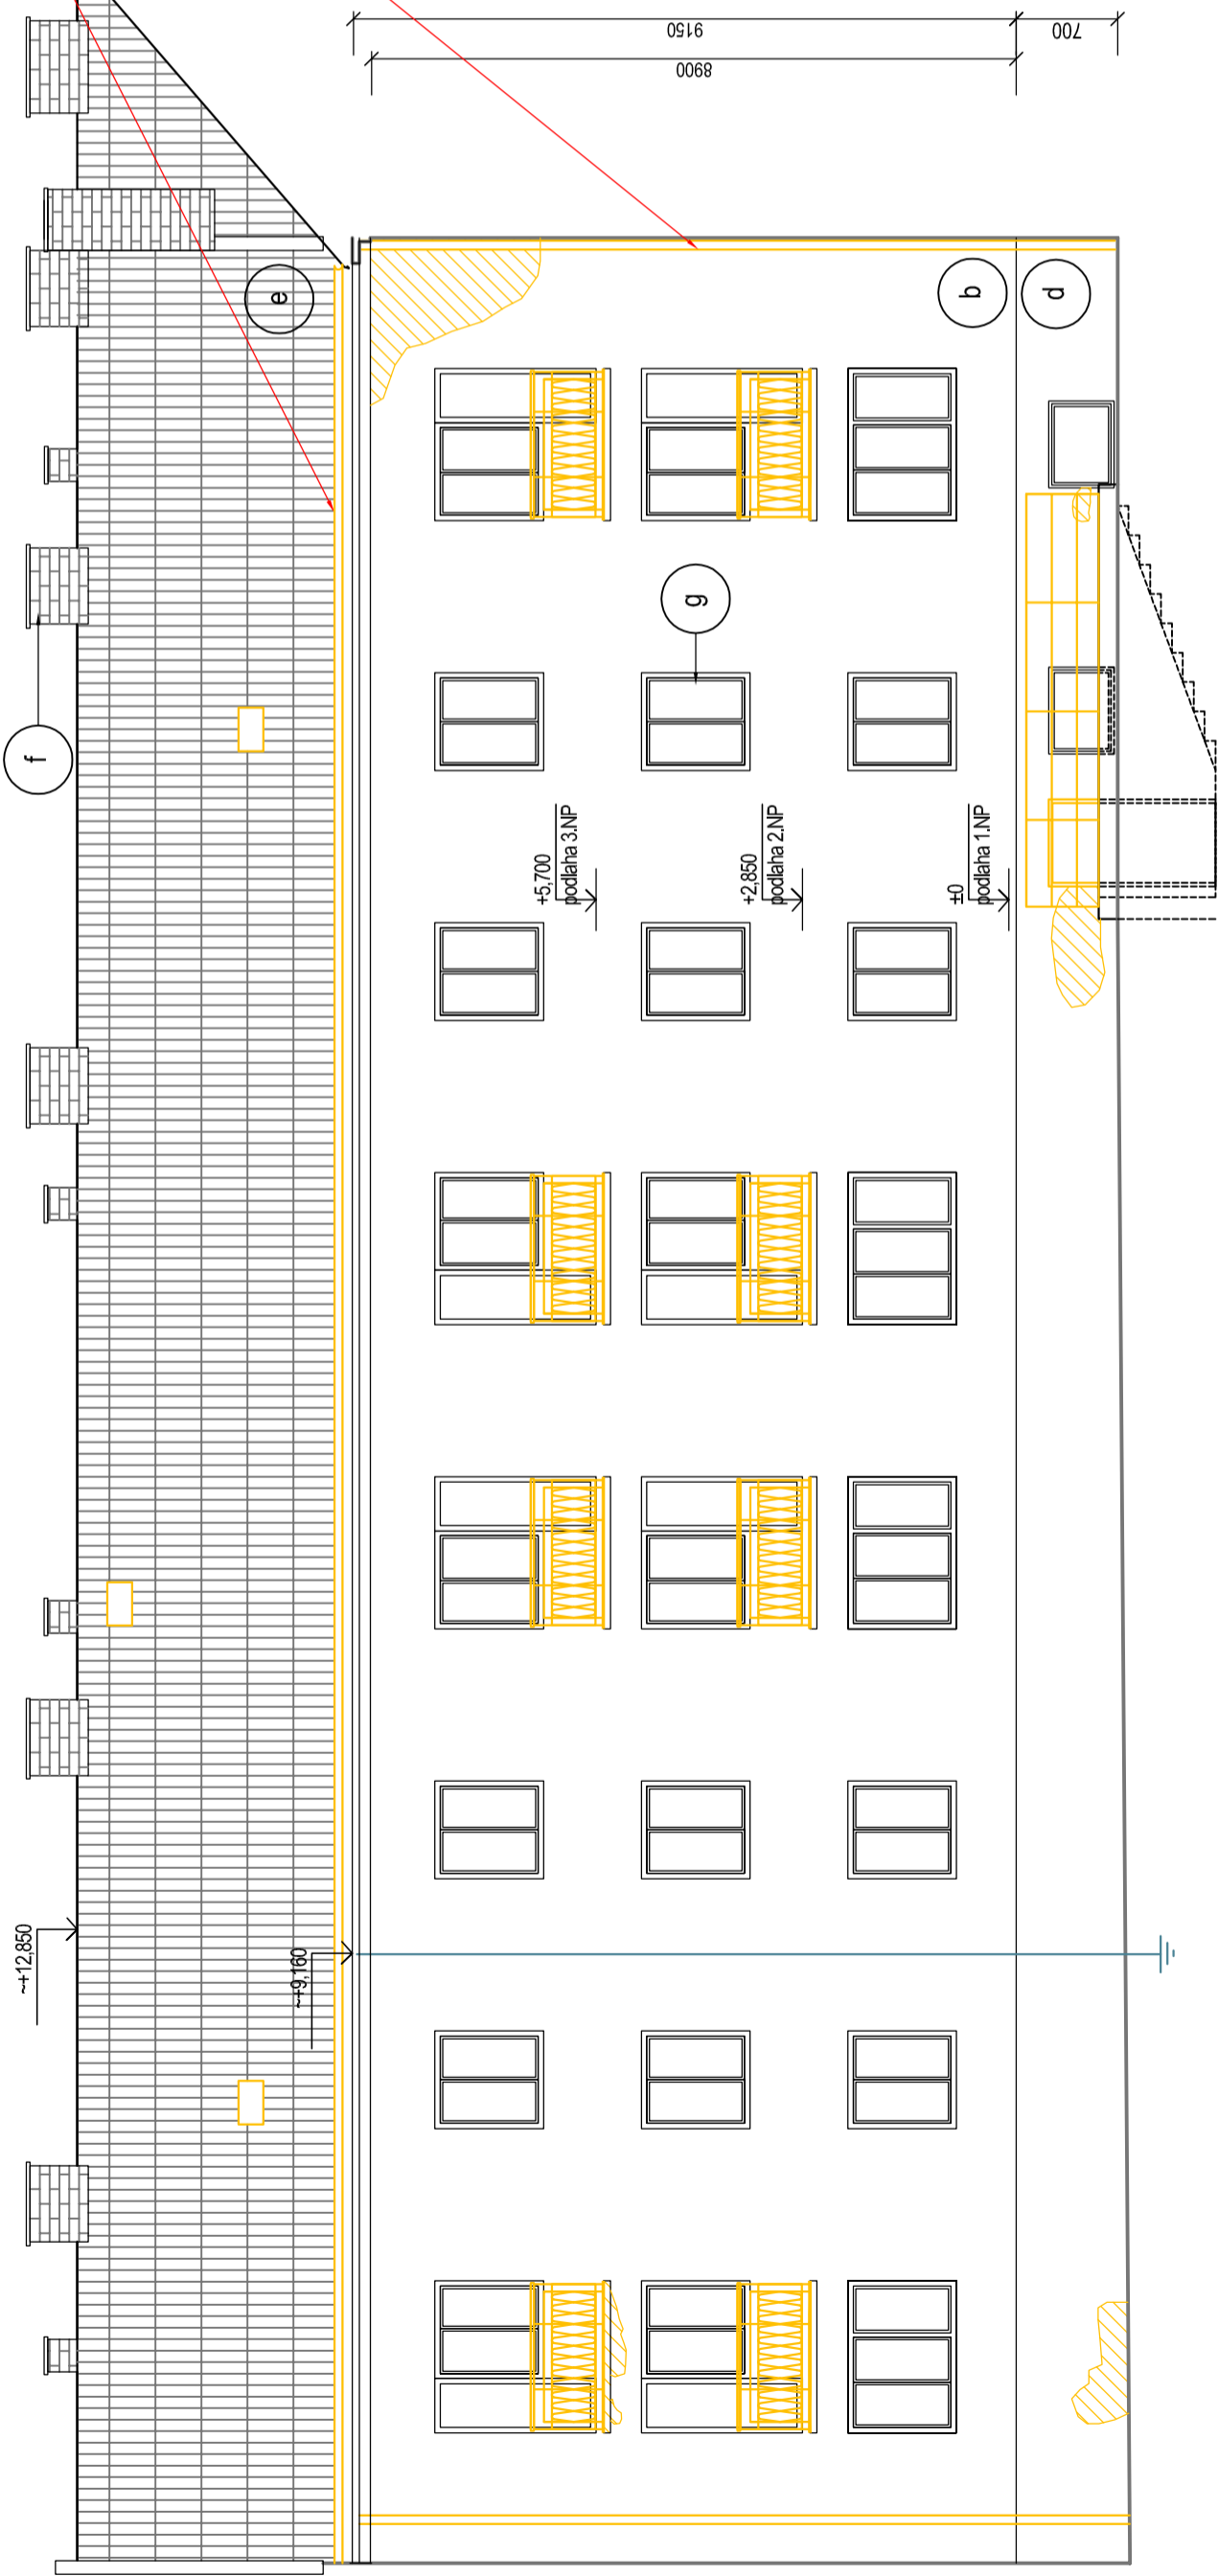 f
~+12,850
e
~+9,160
9150
8900
700
+5,700
podlaha 3.NP
g
+2,850
podlaha 2.NP
b
±0
podlaha 1.NP
d